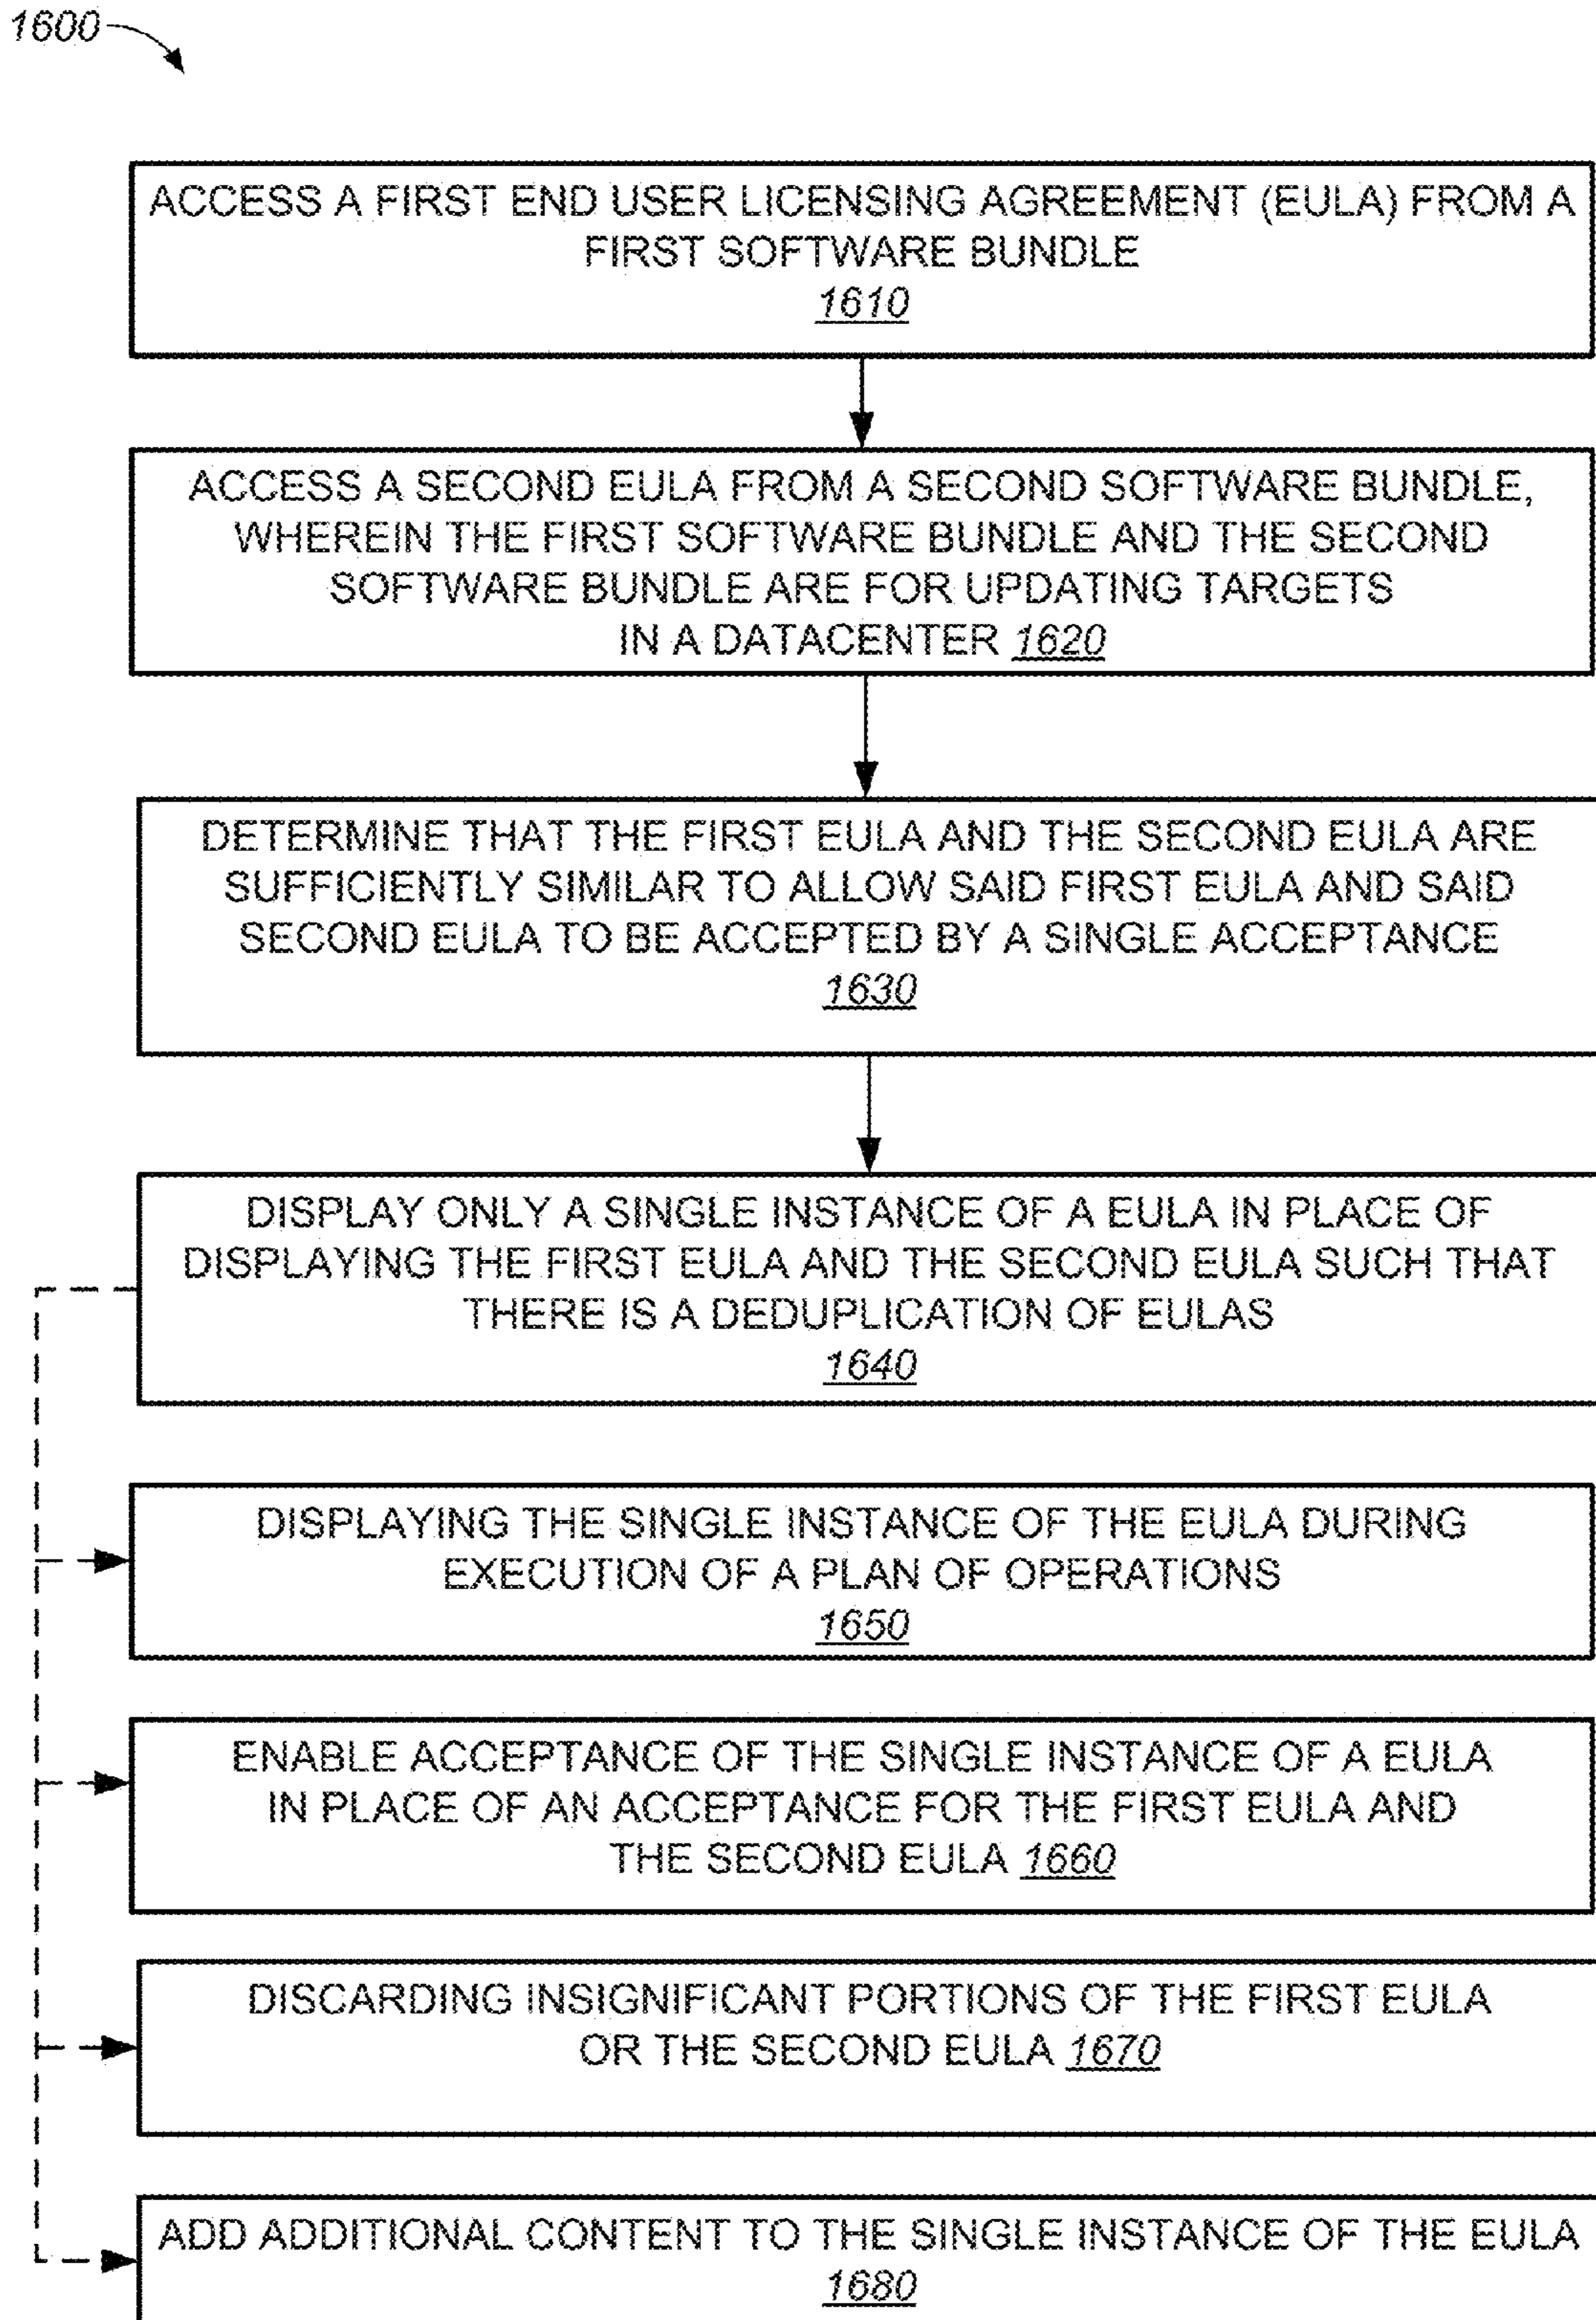 1600
ACCESS A FIRST END USER LICENSING AGREEMENT (EULA) FROM A
FIRST SOFTWARE BUNDLE
1610
ACCESS A SECOND EULA FROM A SECOND SOFTWARE BUNDLE,
WHEREIN THE FIRST SOFTWARE BUNDLE AND THE SECOND
SOFTWARE BUNDLE ARE FOR UPDATING TARGETS
IN A DATACENTER 1620
DETERMINE THAT THE FIRST EULA AND THE SECOND EULA ARE
SUFFICIENTLY SIMILAR TO ALLOW SAID FIRST EULA AND SAID
SECOND EULA TO BE ACCEPTED BY A SINGLE ACCEPTANCE
1630
DISPLAY ONLY A SINGLE INSTANCE OF A EULA IN PLACE OF
DISPLAYING THE FIRST EULA AND THE SECOND EULA SUCH THAT
THERE IS A DEDUPLICATION OF EULAS
1640
DISPLAYING THE SINGLE INSTANCE OF THE EULA DURING
EXECUTION OF A PLAN OF OPERATIONS
1650
ENABLE ACCEPTANCE OF THE SINGLE INSTANCE OF A EULA
IN PLACE OF AN ACCEPTANCE FOR THE FIRST EULA AND
THE SECOND EULA 1660
DISCARDING INSIGNIFICANT PORTIONS OF THE FIRST EULA
OR THE SECOND EULA 1670
ADD ADDITIONAL CONTENT TO THE SINGLE INSTANCE OF THE EULA
1680